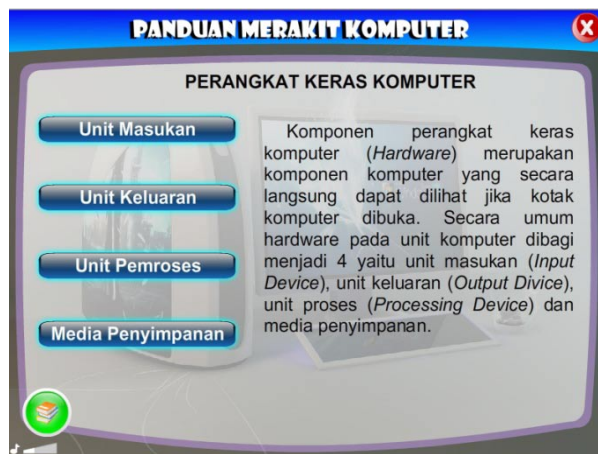 PANDUAN MERAKIT KOMPUTER
X
PERANGKAT KERAS KOMPUTER
Unit Masukan
Unit Keluaran
Unit Pemroses
Media Penyimpanan
Komponen perangkat keras
komputer (Hardware) merupakan
komponen komputer yang secara
langsung dapat dilihat jika kotak
komputer dibuka. Secara umum
hardware pada unit komputer dibagi
menjadi 4 yaitu unit masukan (Input
Device), unit keluaran (Output Divice),
unit proses (Processing Device) dan
media penyimpanan.